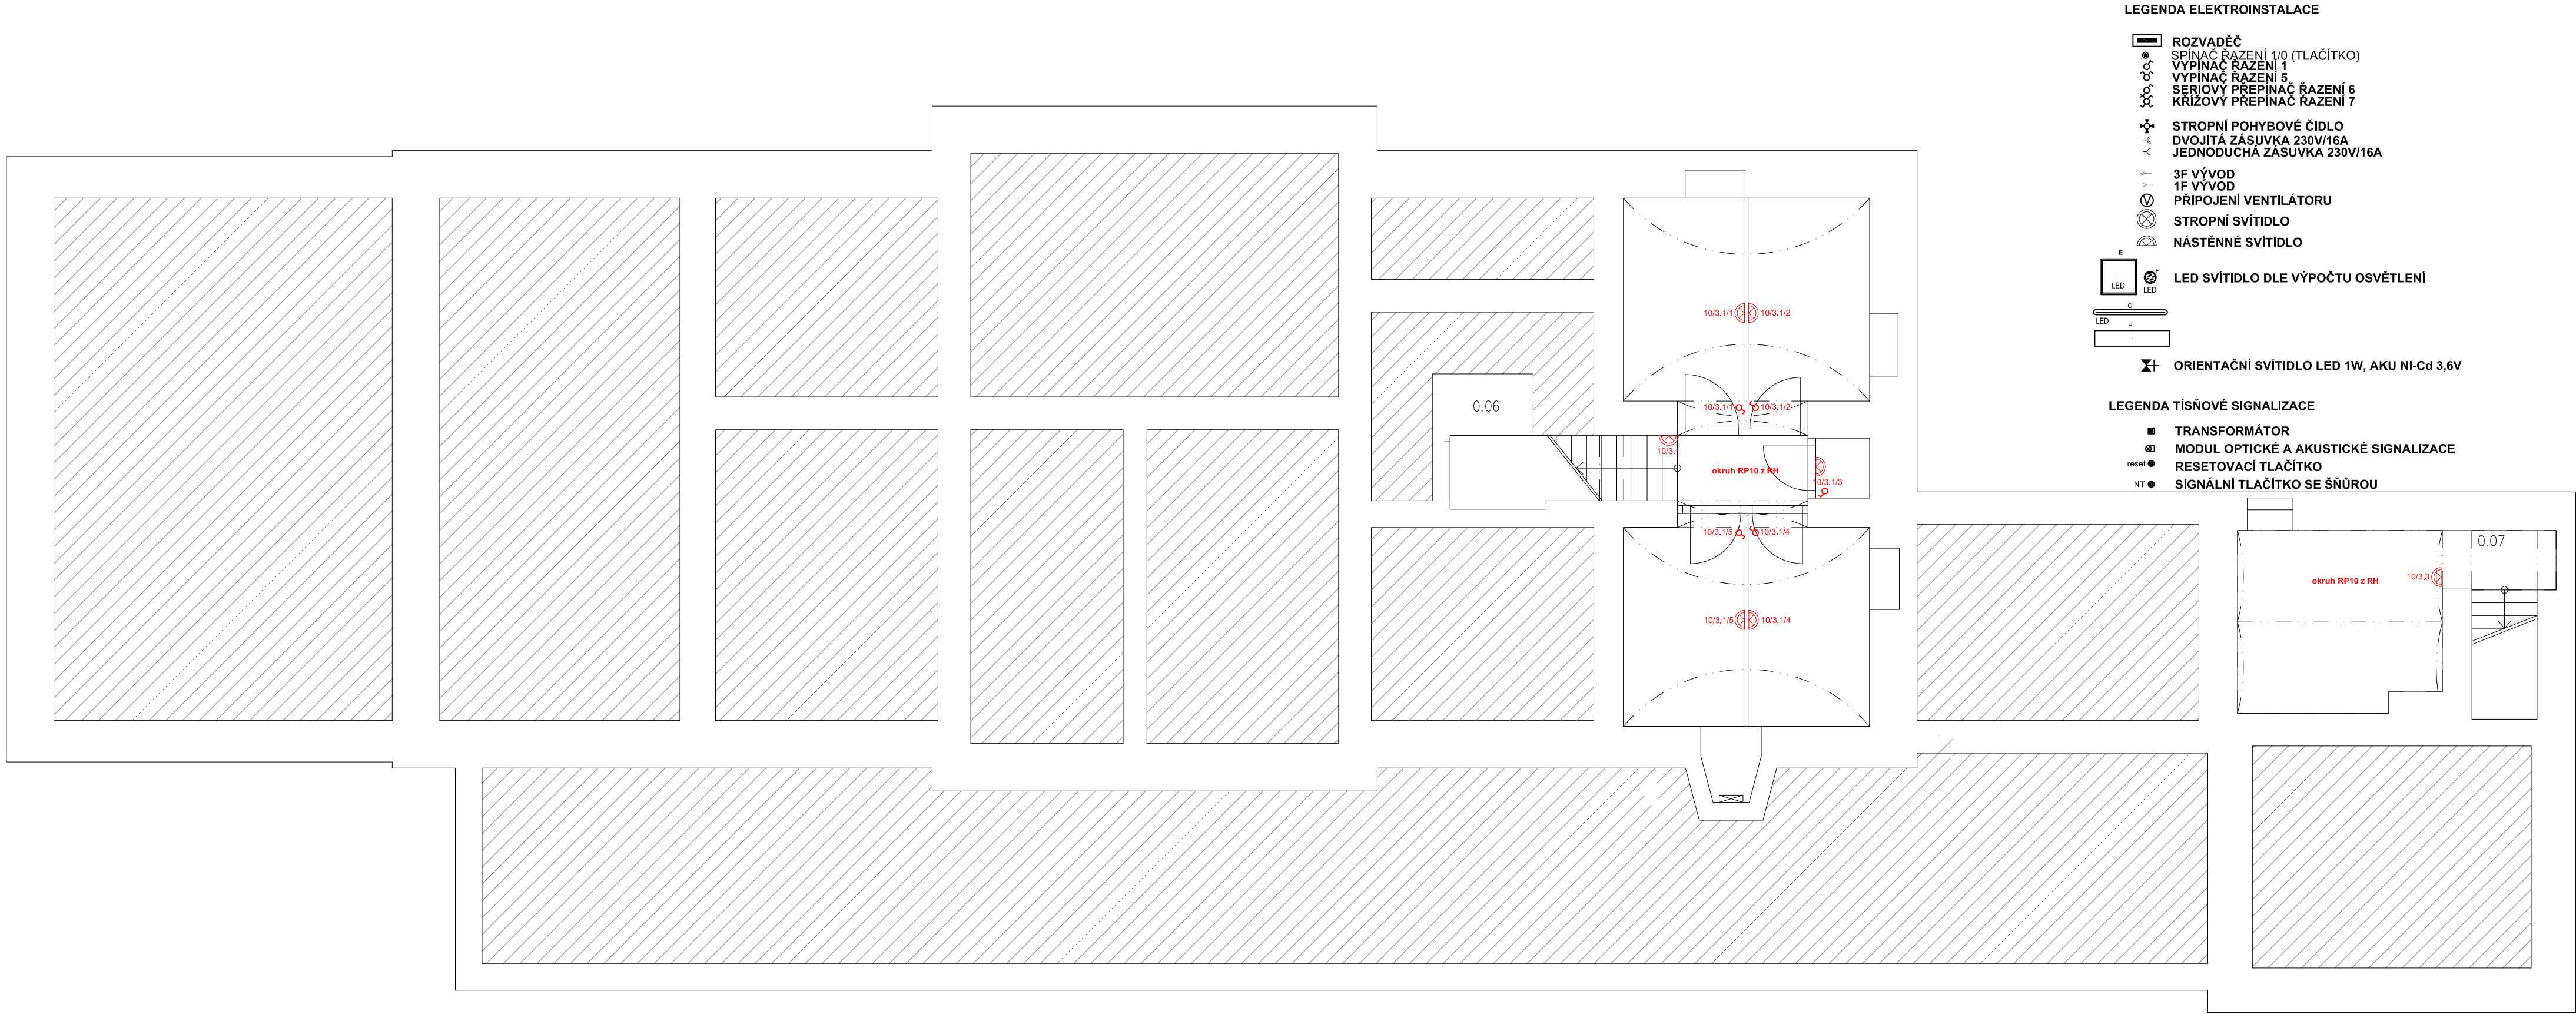 LEGENDA ELEKTROINSTALACE
ROZVADĚČ
SPÍNAČ ŘAZENÍ 1/0 (TLAČÍTKO)
VYPÍNAČ ŘAZENÍ 1
VYPÍNAČ ŘAZENÍ 5
SERIOVÝ PŘEPÍNAČ ŘAZENÍ 6
KŘÍŽOVÝ PŘEPÍNAČ ŘAZENÍ 7
STROPNÍ POHYBOVÉ ČIDLO
DVOJITÁ ZÁSUVKA 230V/16A
JEDNODUCHÁ ZÁSUVKA 230V/16A
3F VÝVOD
1F VÝVOD
V PŘIPOJENÍ VENTILÁTORU
STROPNÍ SVÍTIDLO
NÁSTĚNNÉ SVÍTIDLO
E
F
LED LED LED SVÍTIDLO DLE VÝPOČTU OSVĚTLENÍ
C
LED
H
ORIENTAČNÍ SVÍTIDLO LED 1W, AKU Ni-Cd 3,6V
LEGENDA TÍSŇOVÉ SIGNALIZACE
TRANSFORMÁTOR
MODUL OPTICKÉ A AKUSTICKÉ SIGNALIZACE
reset RESETOVACÍ TLAČÍTKO
NT SIGNÁLNÍ TLAČÍTKO SE ŠŇŮROU
10/3.1/1 10/3.1/2
0.06
10/3.1/1 10/3.1/2
10/3.1
okruh RP10 z RH
10/3.1/3
10/3.1/5 10/3.1/4
0.07
okruh RP10 z RH
10/3.3
10/3.1/5 10/3.1/4